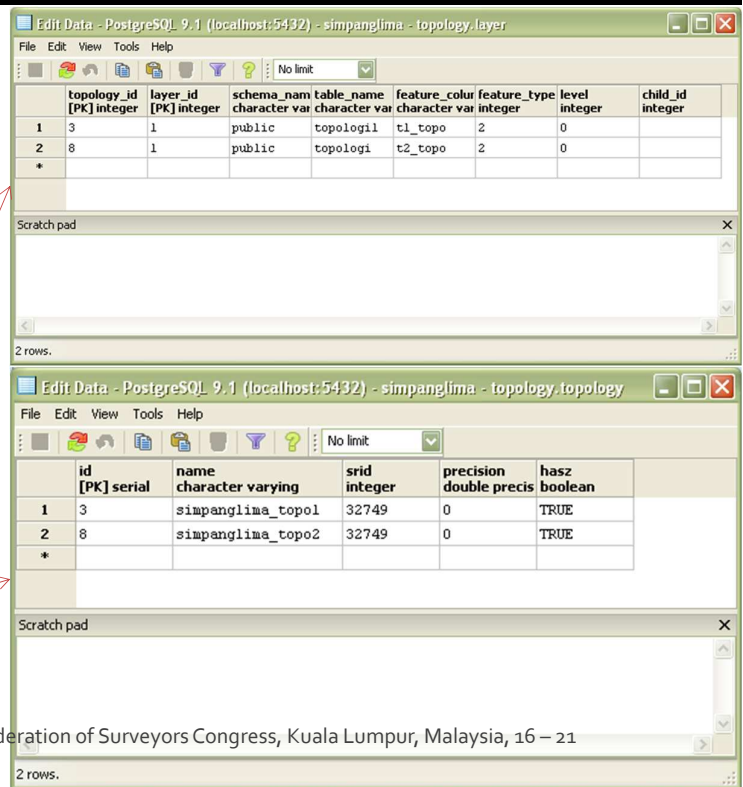 Edit Data - PostgreSQL 9.1 (localhost:5432) - simpanglima - topology.layer
File Edit View Tools Help
No limit
topology_id layer_id schema_nam table_name feature_colur feature_type level child_id
[PK] integer [PK] integer character var character var character var integer integer integer
1 3 1 public topologi1 t1_topo 2 0
2 8 1 public topologi t2_topo 2 0
*
Scratch pad
2 rows.
Edit Data - PostgreSQL 9.1 (localhost:5432) - simpanglima - topology.topology
File Edit View Tools Help
No limit
id name srid precision hasz
[PK] serial character varying integer double precis boolean
1 3 simpanglima_topo1 32749 0 TRUE
2 8 simpanglima_topo2 32749 0 TRUE
*
Scratch pad
deration of Surveyors Congress, Kuala Lumpur, Malaysia, 16 – 21
2 rows.